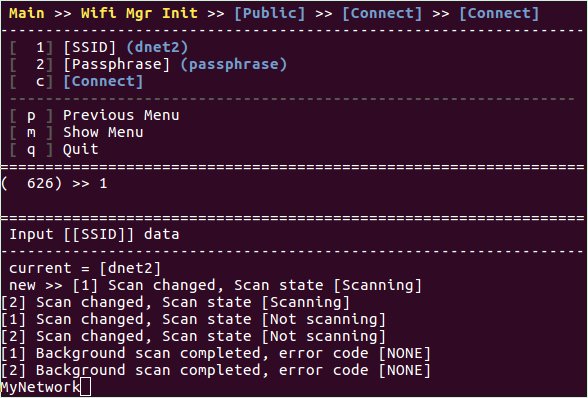 Main >> Wifi Mgr Init >> [Public] >> [Connect] >> [Connect]
----------------------------------------------------------------
[  1] [SSID] (dnet2)
[  2] [Passphrase] (passphrase)
[  c] [Connect]
---------------------------------------------------------------
[ p ] Previous Menu
[ m ] Show Menu
[ q ] Quit
================================================================
(  626) >> 1
================================================================
Input [[SSID]] data
----------------------------------------------------------------
current = [dnet2]
new >> [1] Scan changed, Scan state [Scanning]
[2] Scan changed, Scan state [Scanning]
[1] Scan changed, Scan state [Not scanning]
[2] Scan changed, Scan state [Not scanning]
[1] Background scan completed, error code [NONE]
[2] Background scan completed, error code [NONE]
MyNetwork